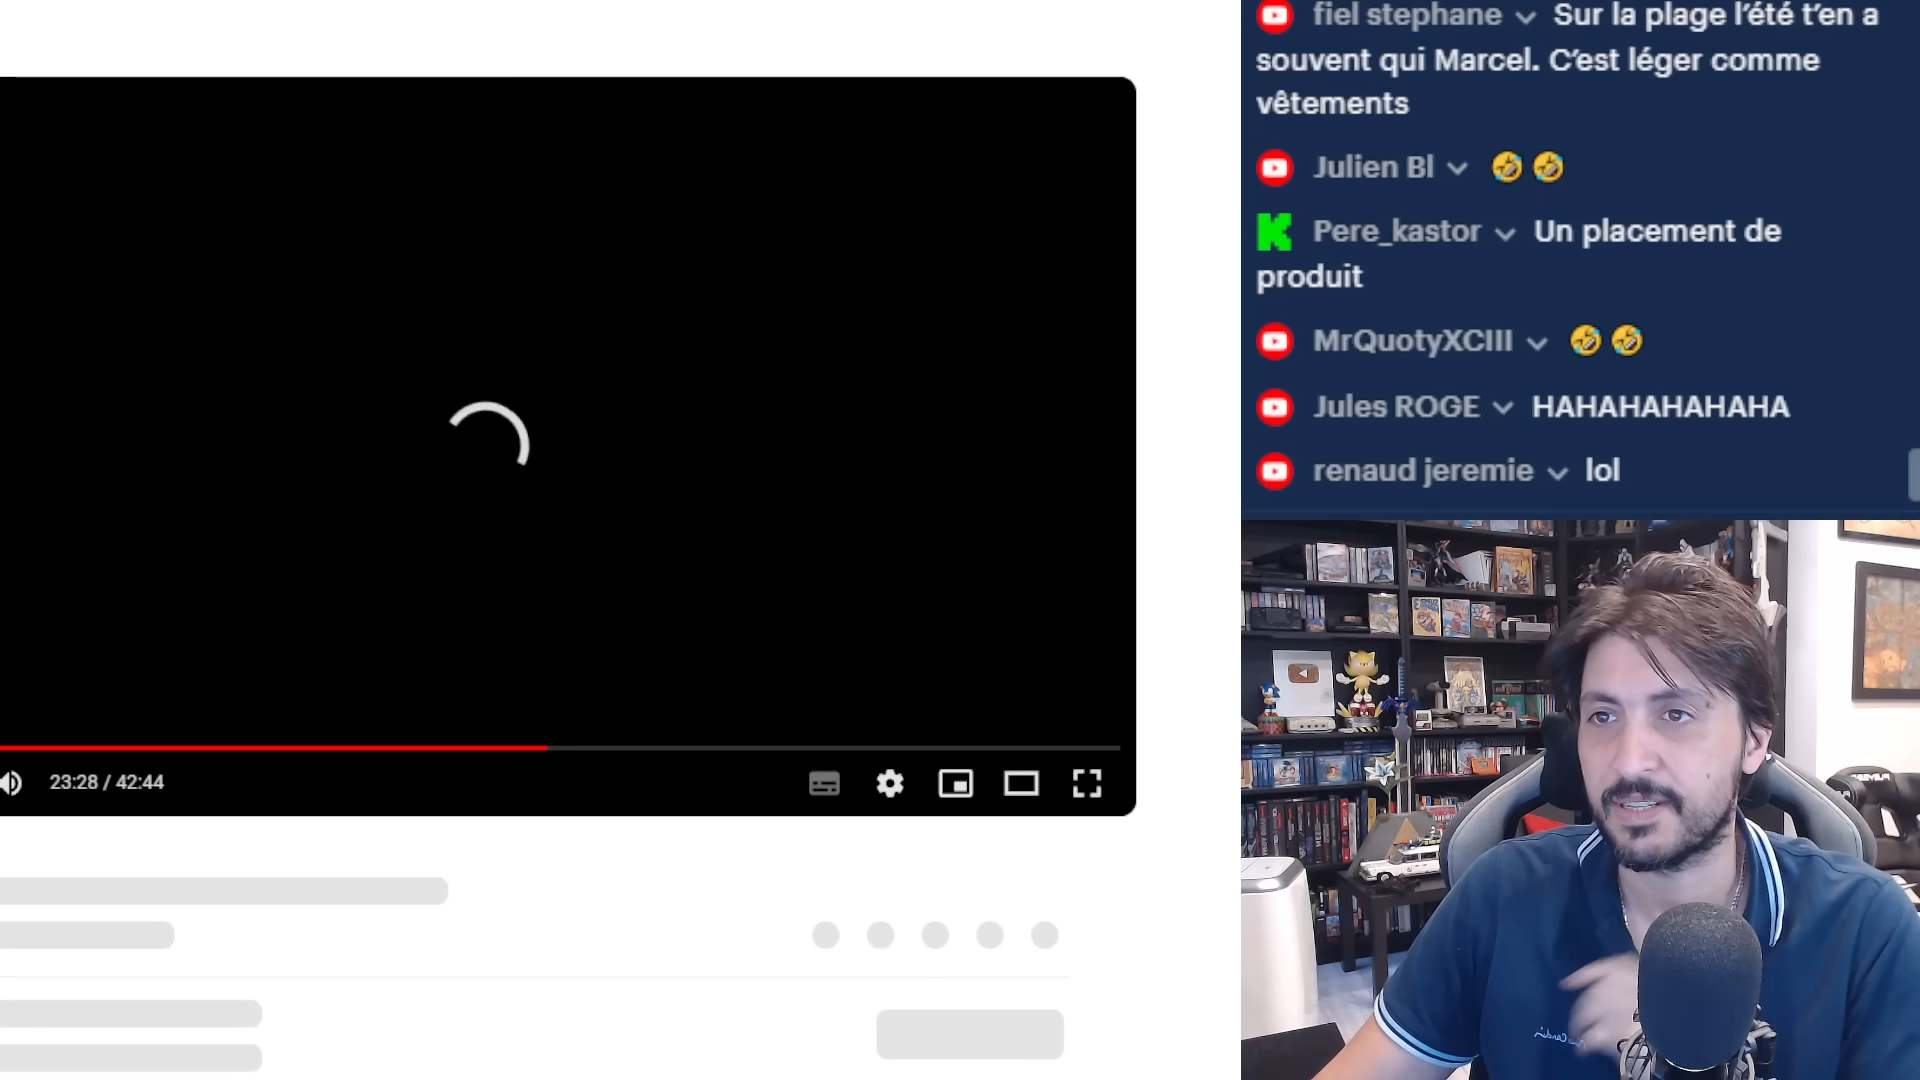 fiel stephane Sur la plage l'été t'en a
souvent qui Marcel. C'est léger comme
vêtements
Julien Bl 🤣 🤣
Pere_kastor Un placement de
produit
MrQuotyXCIII 🤣 🤣
Jules ROGE HAHAHAHAHAHA
renaud jeremie lol
23:28 / 42:44